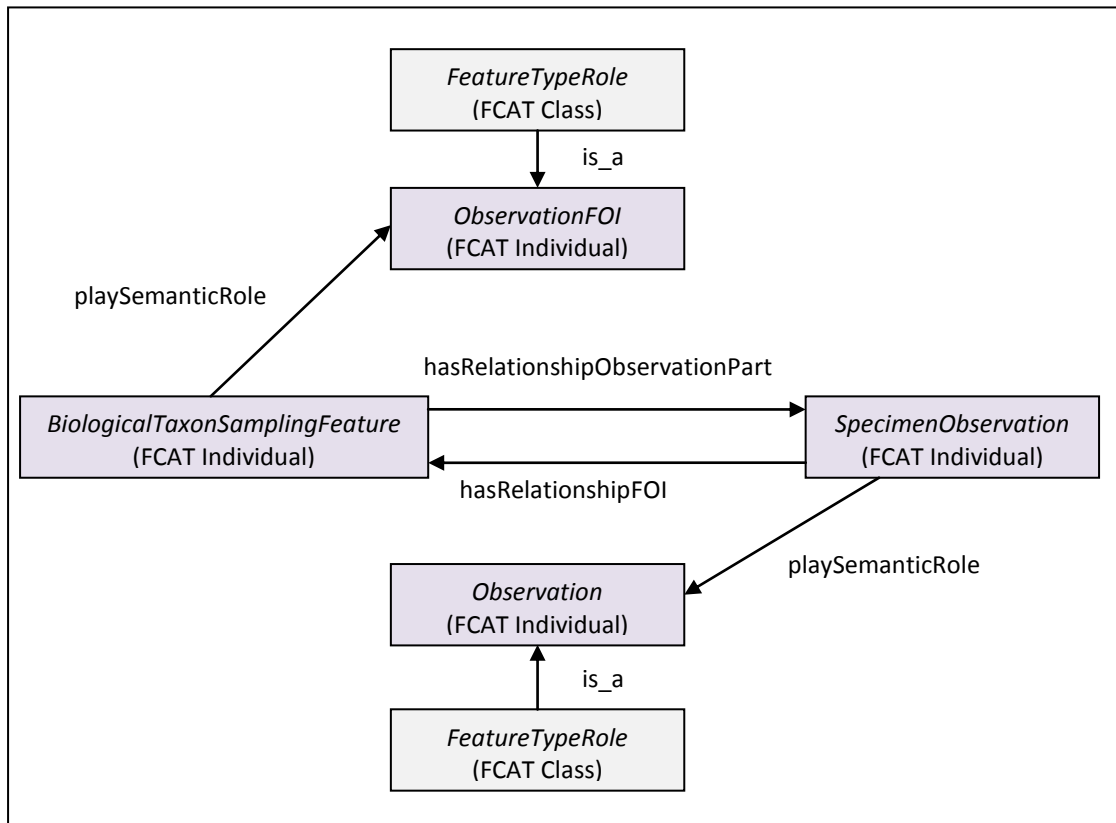 FeatureTypeRole
(FCAT Class)
is_a
ObservationFOI
(FCAT Individual)
playSemanticRole
hasRelationshipObservationPart
BiologicalTaxonSamplingFeature
(FCAT Individual)
SpecimenObservation
(FCAT Individual)
hasRelationshipFOI
playSemanticRole
Observation
(FCAT Individual)
is_a
FeatureTypeRole
(FCAT Class)